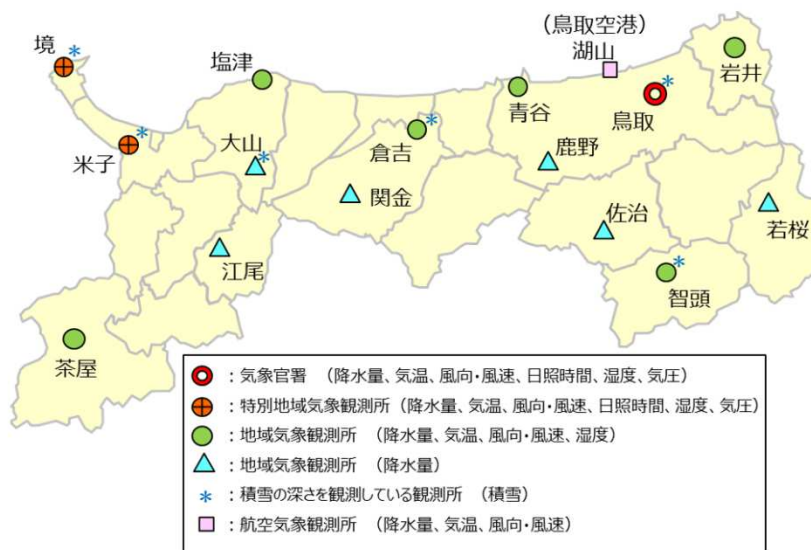 (鳥取空港)
湖山
境
塩津
岩井
青谷
鳥取
米子
大山
倉吉
鹿野
関金
佐治
若桜
江尾
智頭
茶屋
:気象官署 (降水量、気温、風向・風速、日照時間、湿度、気圧)
:特別地域気象観測所(降水量、気温、風向・風速、日照時間、湿度、気圧)
:地域気象観測所 (降水量、気温、風向・風速、湿度)
:地域気象観測所 (降水量)
:積雪の深さを観測している観測所 (積雪)
:航空気象観測所 (降水量、気温、風向・風速)